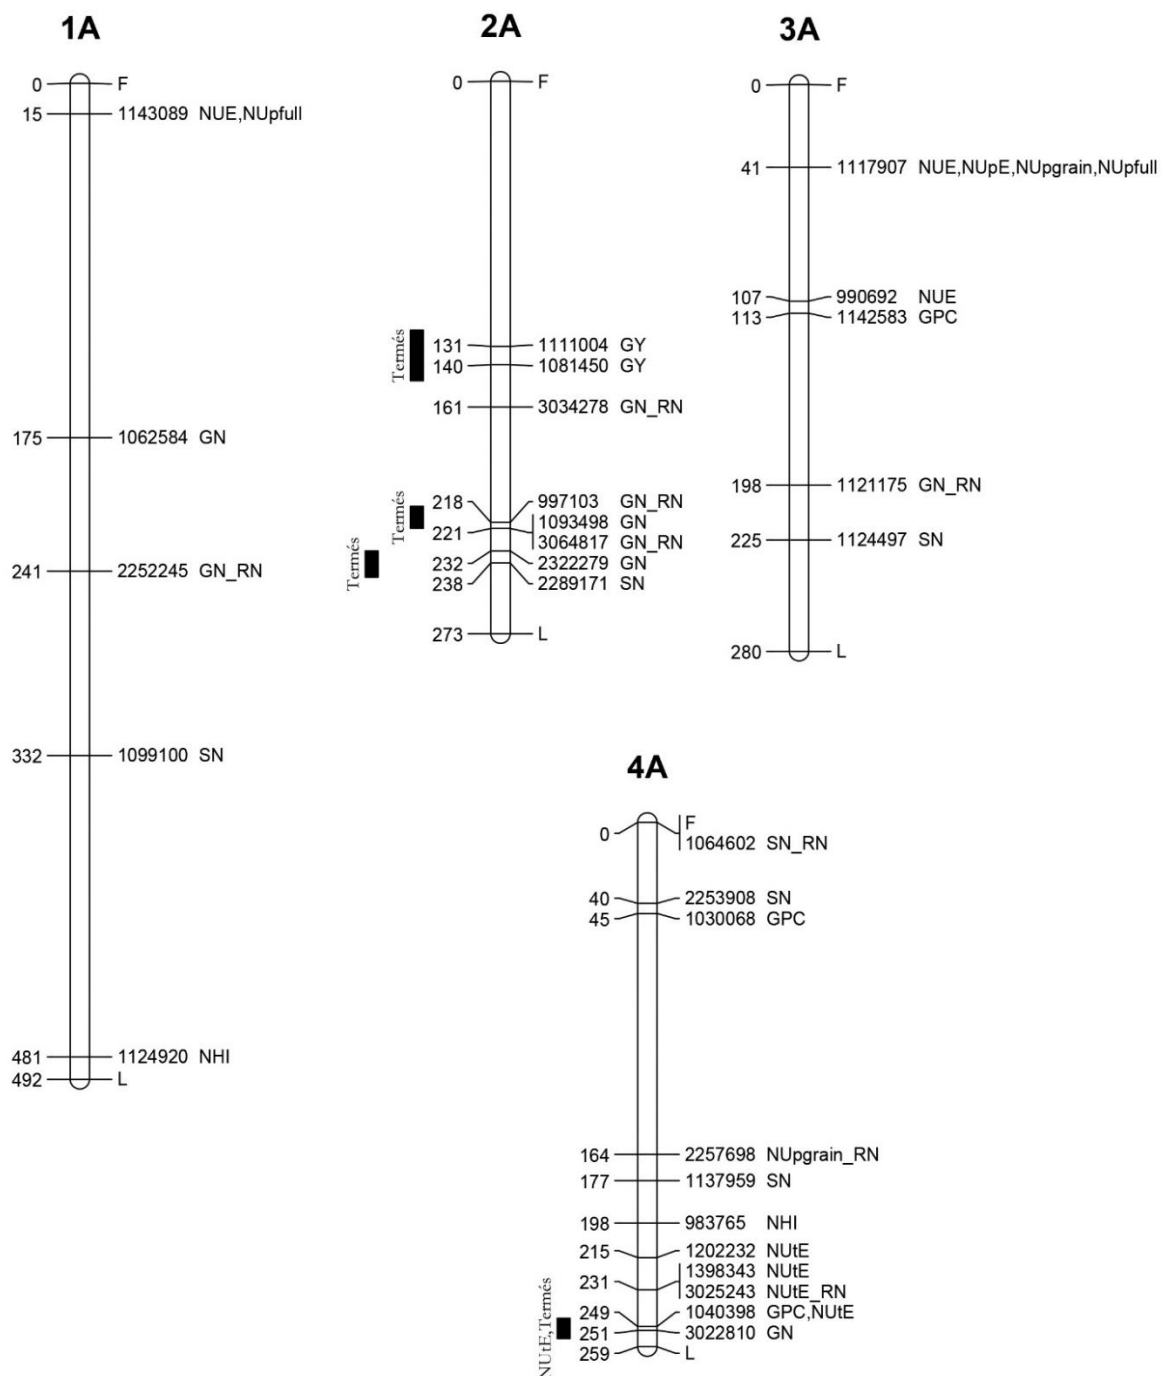 1A
0 F
15 1143089 NUE,NUpfull
175 1062584 GN
241 2252245 GN_RN
332 1099100 SN
481 1124920 NHI
492 L
2A
0 F
Termés
131 1111004 GY
140 1081450 GY
161 3034278 GN_RN
Termés
218 997103 GN_RN
1093498 GN
221
3064817 GN_RN
Termés
232 2322279 GN
238 2289171 SN
273 L
3A
0 F
41 1117907 NUE,NUpE,NUpgrain,NUpfull
107 990692 NUE
113 1142583 GPC
198 1121175 GN_RN
225 1124497 SN
280 L
4A
F
0
1064602 SN_RN
40 2253908 SN
45 1030068 GPC
164 2257698 NUpgrain_RN
177 1137959 SN
198 983765 NHI
215 1202232 NUtE
1398343 NUtE
231
3025243 NUtE_RN
NUtE,Termés
249 1040398 GPC,NUtE
251 3022810 GN
259 L